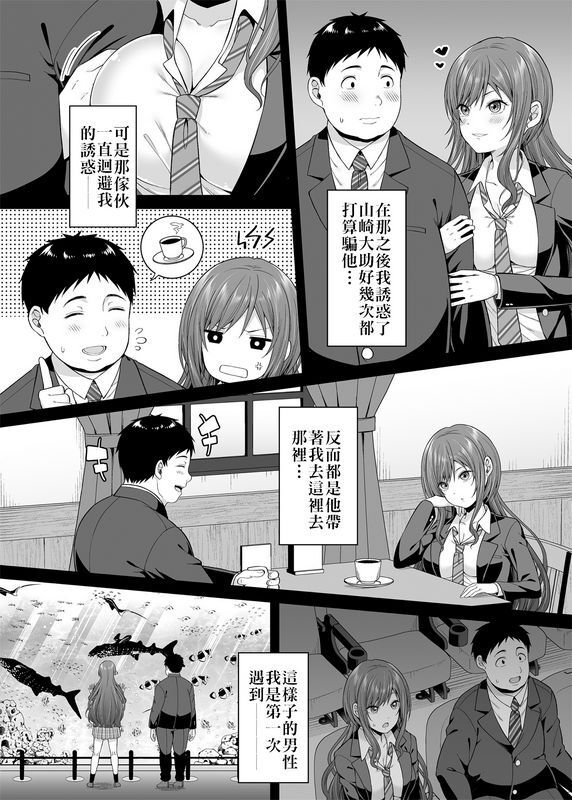 在那之後我誘惑了
山崎大助好幾次都
打算騙他…
可是那傢伙
一直迴避我
的誘惑——
反而都是他帶
著我去這裡去
那裡…
這樣子的男性
我是第一次
遇到——